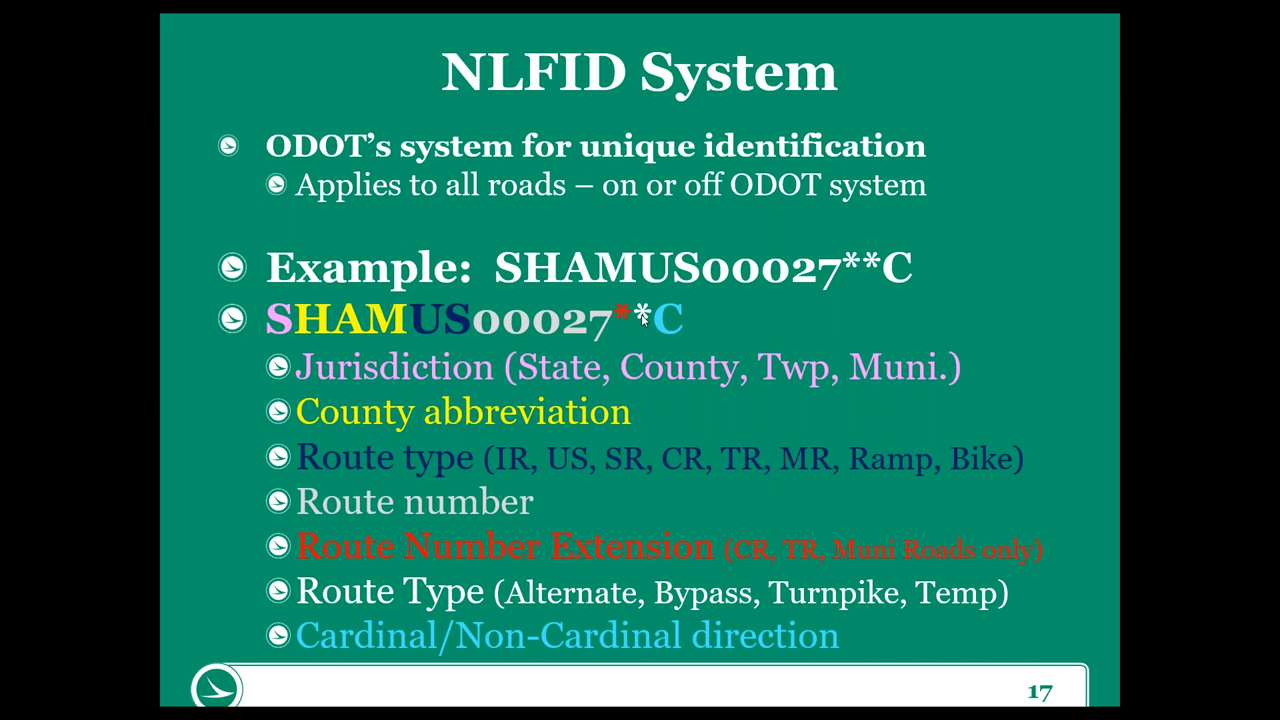 NLFID System
ODOT’s system for unique identification
Applies to all roads – on or off ODOT system
Example: SHAMUS00027**C
SHAMUS00027**C
Jurisdiction (State, County, Twp, Muni.)
County abbreviation
Route type (IR, US, SR, CR, TR, MR, Ramp, Bike)
Route number
Route Number Extension (CR, TR, Muni Roads only)
Route Type (Alternate, Bypass, Turnpike, Temp)
Cardinal/Non-Cardinal direction
17